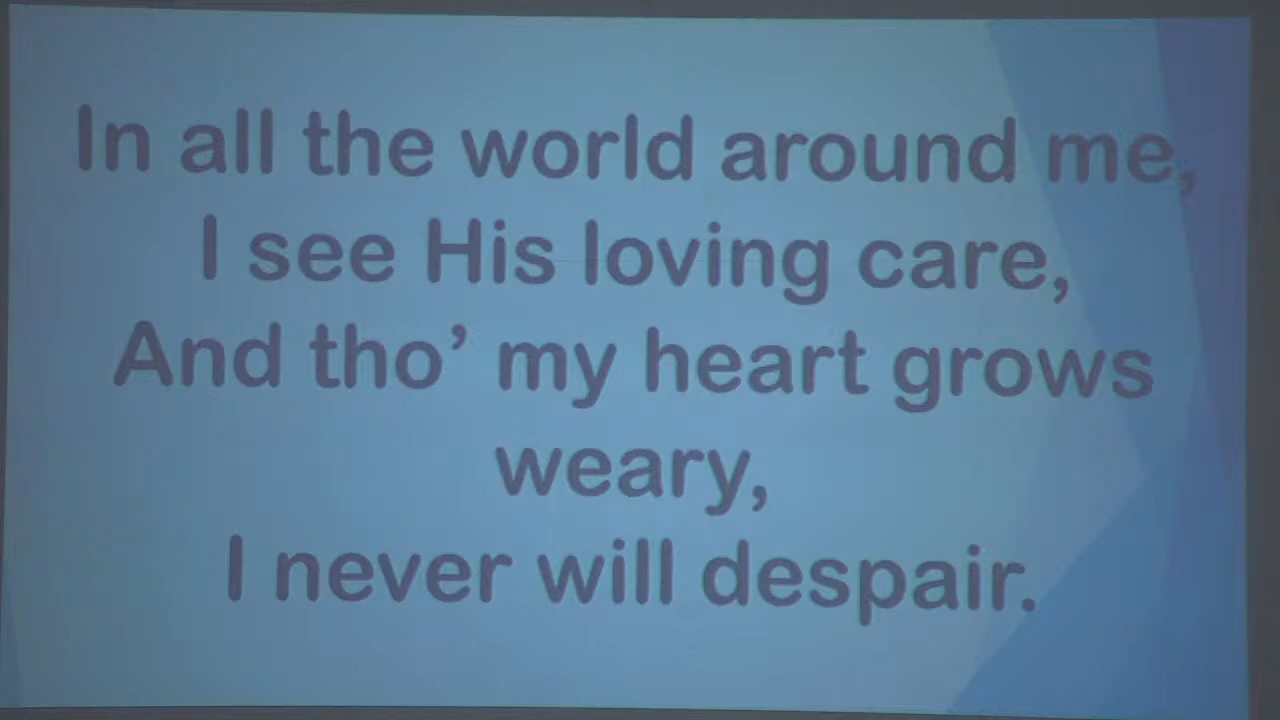 In all the world around me,
I see His loving care,
And tho’ my heart grows
weary,
I never will despair.